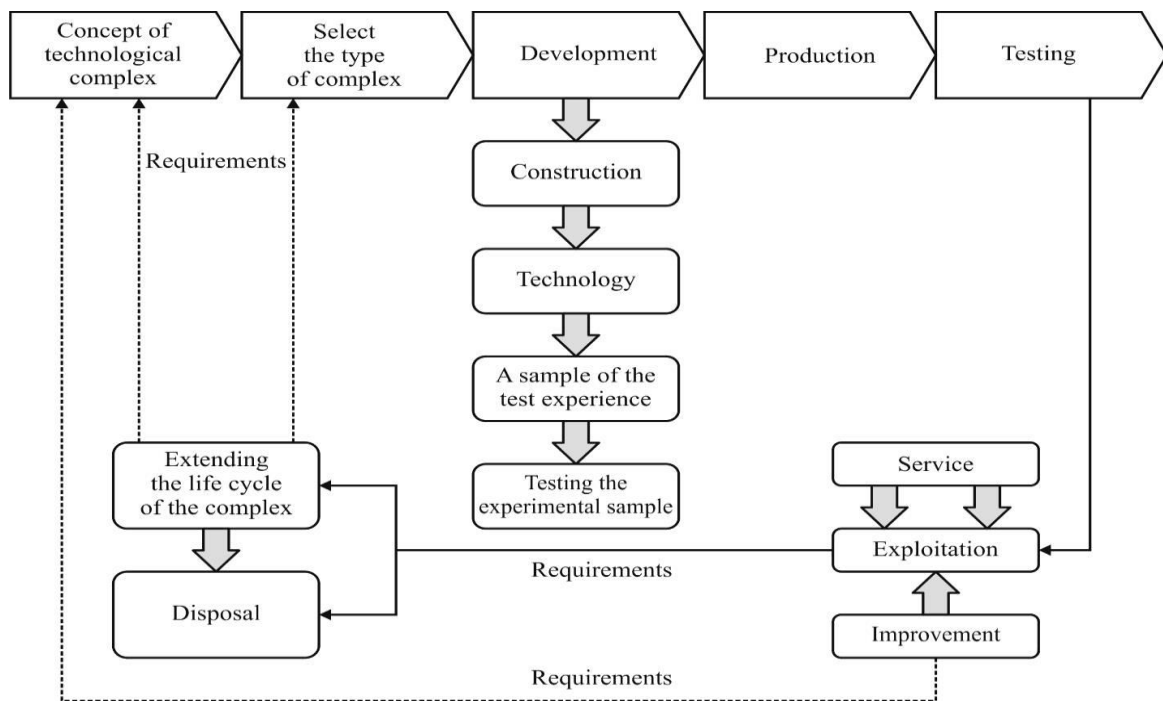 Concept of
technological
complex
Select
the type
of complex
Development
Production
Testing
Requirements
Construction
Technology
A sample of the
test experience
Extending
the life cycle
of the complex
Testing the
experimental sample
Service
Exploitation
Requirements
Disposal
Improvement
Requirements